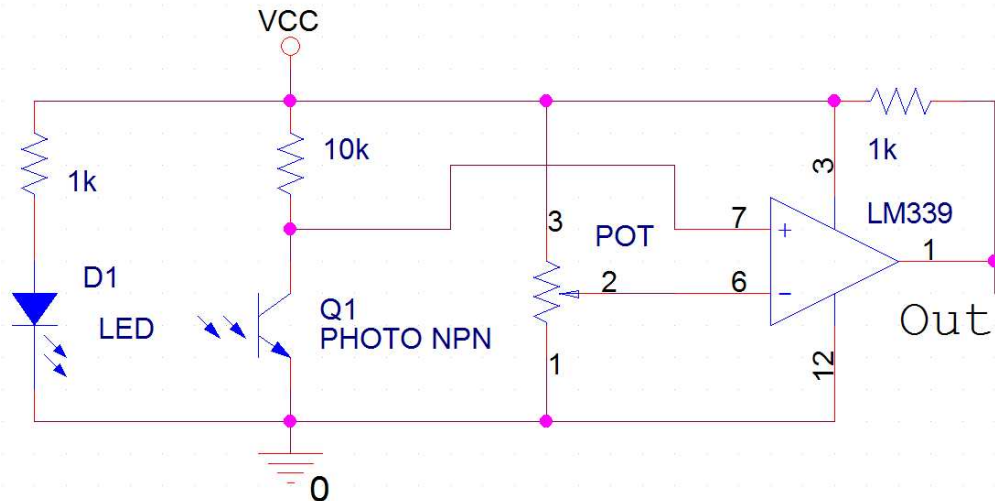 VCC
1k
10k
1k
3
LM339
D1
LED
Q1
PHOTO NPN
3
POT
2
1
7
6
1
12
Out
0